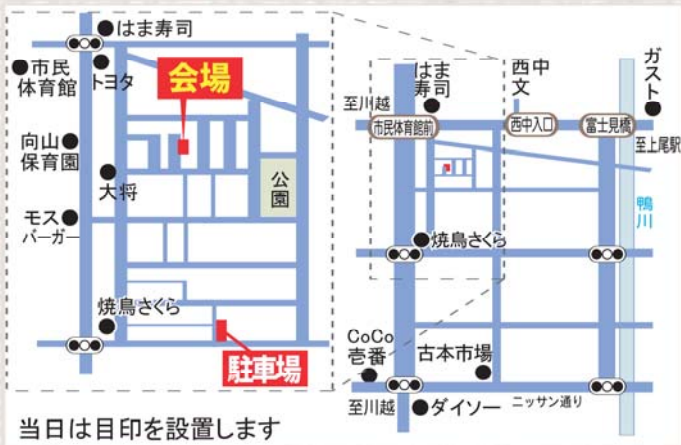 はま寿司
市民
体育館
トヨタ
会場
向山
保育園
大将
公園
モス
バーガー
焼鳥さくら
駐車場
当日は目印を設置します
はま
寿司
西中
文
ガスト
至川越
市民体育館前
西中入口
富士見橋
至上尾駅
鴨川
焼鳥さくら
CoCo
壱番
古本市場
至川越
ダイソー
ニッサン通り